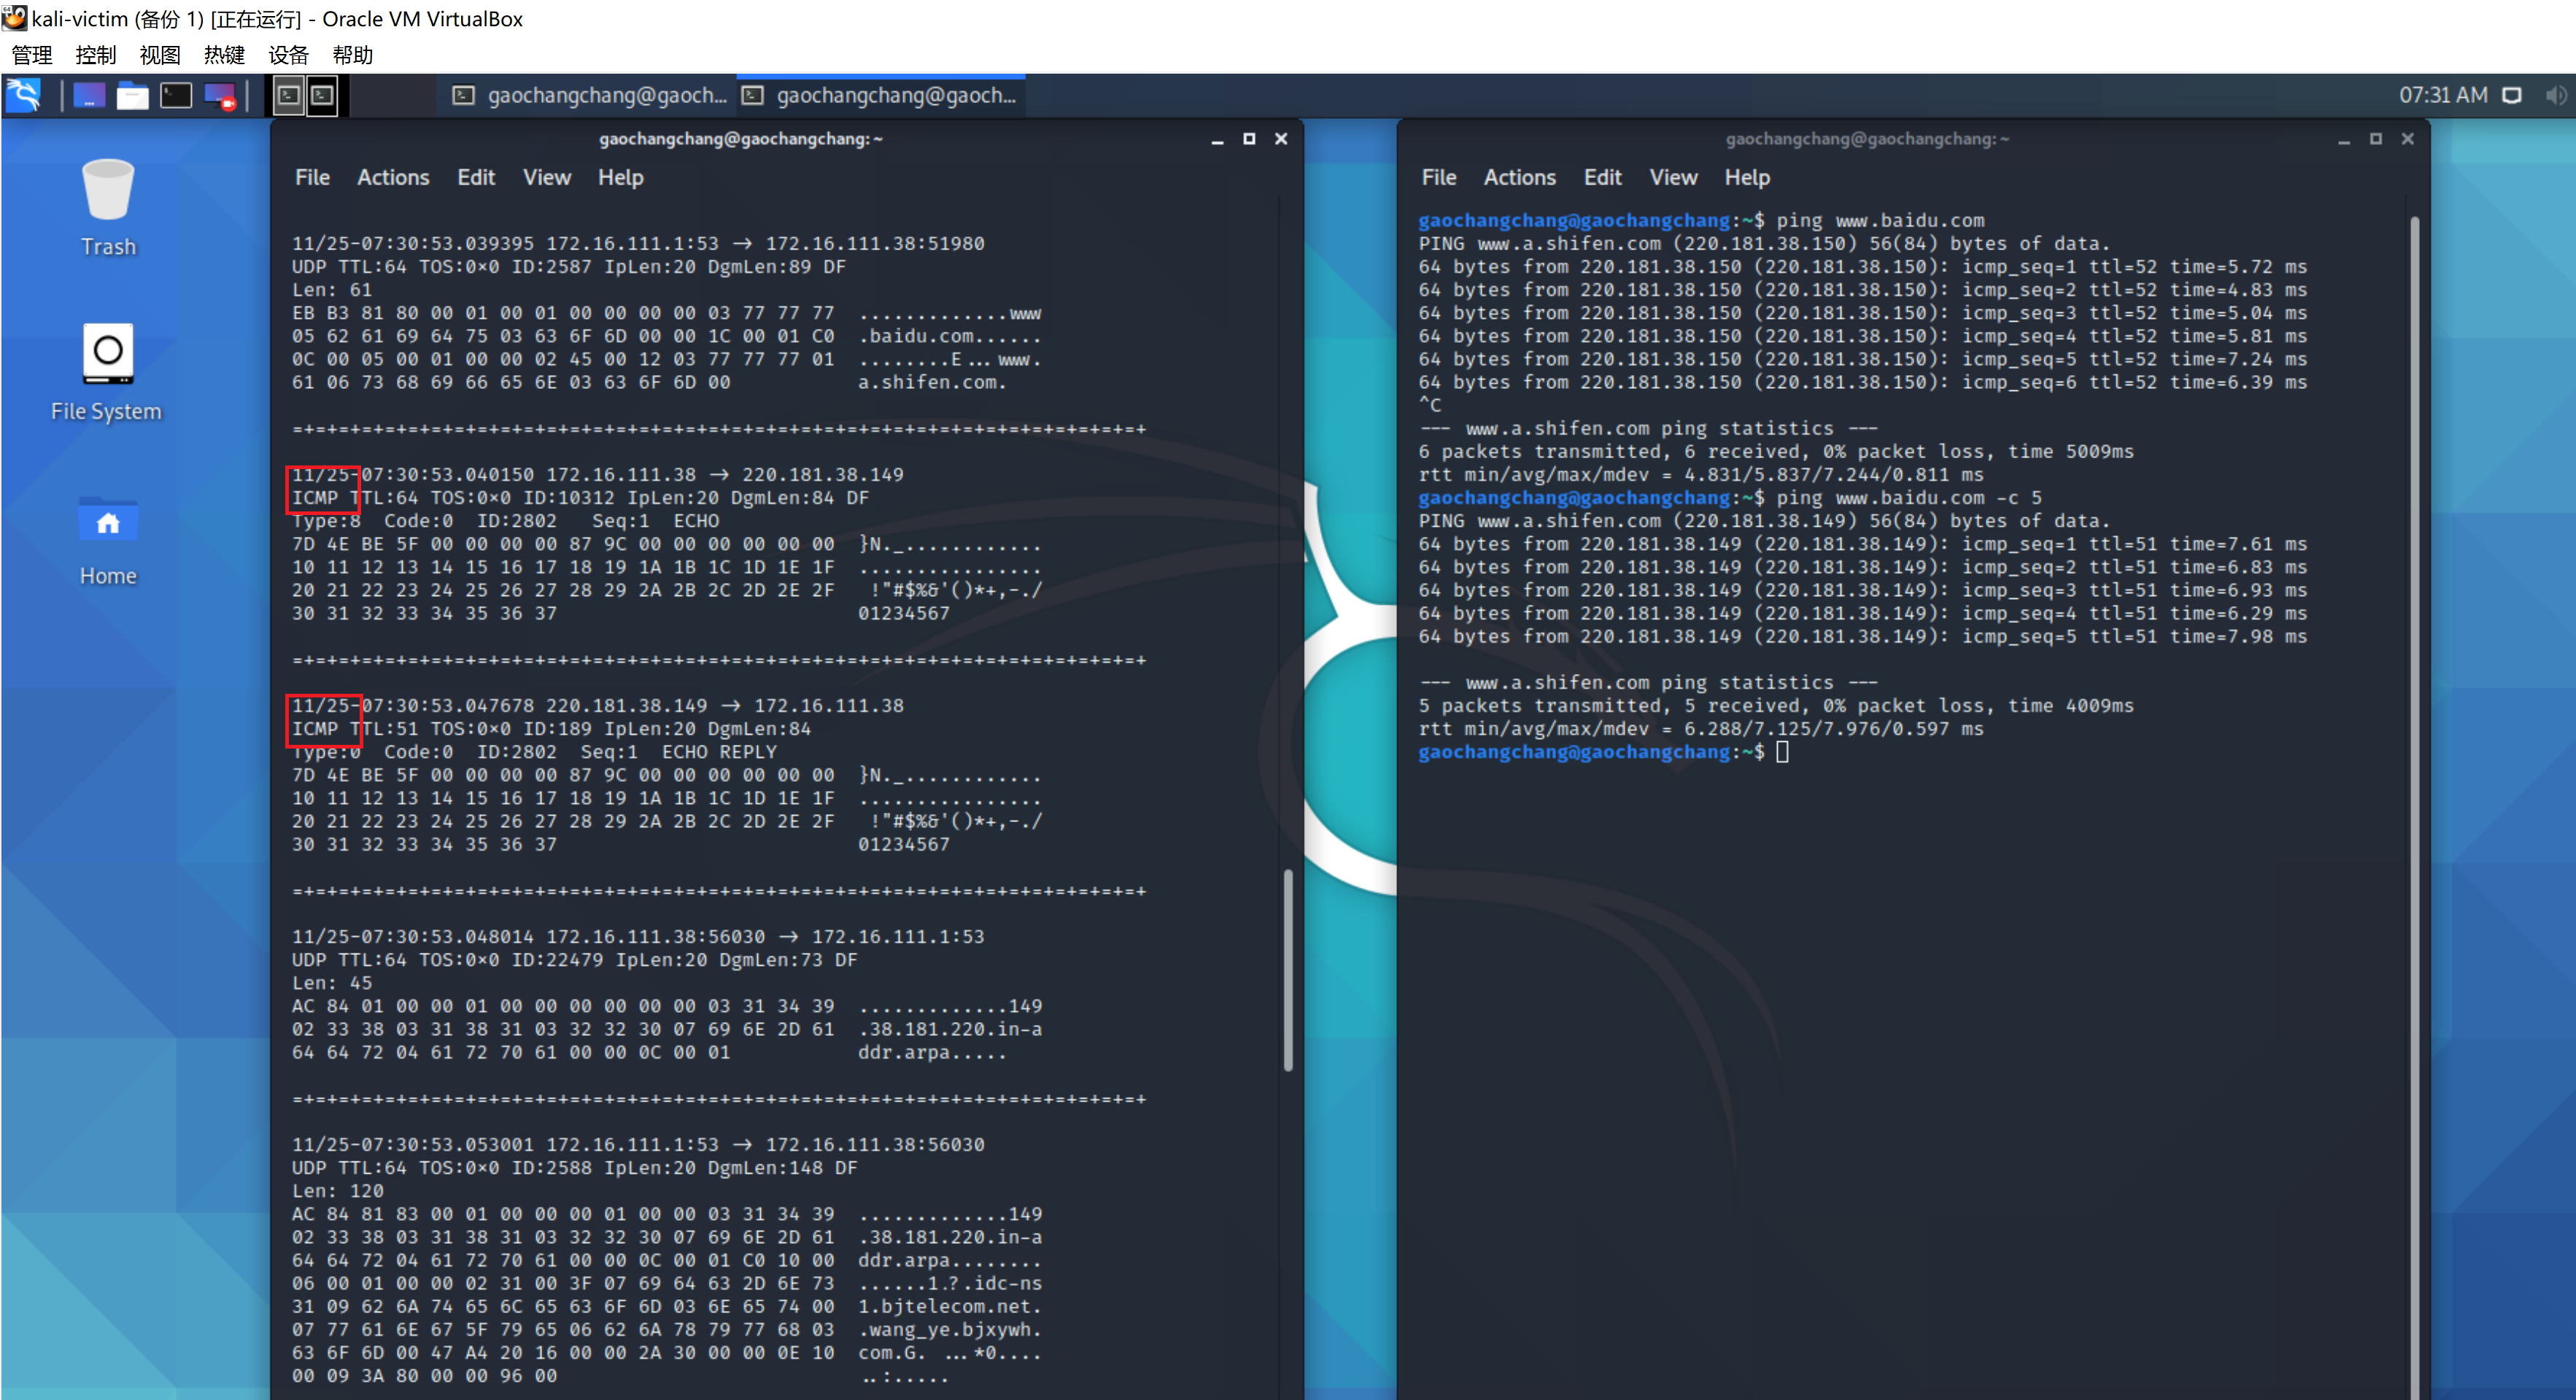 kali-victim (备份 1) [正在运行] - Oracle VM VirtualBox
管理 控制 视图 热键 设备 帮助
gaochangchang@gaoch... gaochangchang@gaoch... 07:31 AM
Trash
File System
Home
gaochangchang@gaochangchang: ~
File Actions Edit View Help
11/25-07:30:53.039395 172.16.111.1:53 → 172.16.111.38:51980
UDP TTL:64 TOS:0×0 ID:2587 IpLen:20 DgmLen:89 DF
Len: 61
EB B3 81 80 00 01 00 01 00 00 00 00 03 77 77 77  .............www
05 62 61 69 64 75 03 63 6F 6D 00 00 1C 00 01 C0  .baidu.com......
0C 00 05 00 01 00 00 02 45 00 12 03 77 77 77 01  ........E...www.
61 06 73 68 69 66 65 6E 03 63 6F 6D 00  a.shifen.com.
=+=+=+=+=+=+=+=+=+=+=+=+=+=+=+=+=+=+=+=+=+=+=+=+=+=+=+=+=+=+=+=+=+=+=+=+=+
11/25-07:30:53.040150 172.16.111.38 → 220.181.38.149
ICMP TTL:64 TOS:0×0 ID:10312 IpLen:20 DgmLen:84 DF
Type:8  Code:0  ID:2802   Seq:1  ECHO
7D 4E BE 5F 00 00 00 00 87 9C 00 00 00 00 00 00  }N._............
10 11 12 13 14 15 16 17 18 19 1A 1B 1C 1D 1E 1F  ................
20 21 22 23 24 25 26 27 28 29 2A 2B 2C 2D 2E 2F   !"#$%&'()*+,-./
30 31 32 33 34 35 36 37  01234567
=+=+=+=+=+=+=+=+=+=+=+=+=+=+=+=+=+=+=+=+=+=+=+=+=+=+=+=+=+=+=+=+=+=+=+=+=+
11/25-07:30:53.047678 220.181.38.149 → 172.16.111.38
ICMP TTL:51 TOS:0×0 ID:189 IpLen:20 DgmLen:84
Type:0  Code:0  ID:2802  Seq:1  ECHO REPLY
7D 4E BE 5F 00 00 00 00 87 9C 00 00 00 00 00 00  }N._............
10 11 12 13 14 15 16 17 18 19 1A 1B 1C 1D 1E 1F  ................
20 21 22 23 24 25 26 27 28 29 2A 2B 2C 2D 2E 2F   !"#$%&'()*+,-./
30 31 32 33 34 35 36 37  01234567
=+=+=+=+=+=+=+=+=+=+=+=+=+=+=+=+=+=+=+=+=+=+=+=+=+=+=+=+=+=+=+=+=+=+=+=+=+
11/25-07:30:53.048014 172.16.111.38:56030 → 172.16.111.1:53
UDP TTL:64 TOS:0×0 ID:22479 IpLen:20 DgmLen:73 DF
Len: 45
AC 84 01 00 00 01 00 00 00 00 00 00 03 31 34 39  .............149
02 33 38 03 31 38 31 03 32 32 30 07 69 6E 2D 61  .38.181.220.in-a
64 64 72 04 61 72 70 61 00 00 0C 00 01  ddr.arpa.....
=+=+=+=+=+=+=+=+=+=+=+=+=+=+=+=+=+=+=+=+=+=+=+=+=+=+=+=+=+=+=+=+=+=+=+=+=+
11/25-07:30:53.053001 172.16.111.1:53 → 172.16.111.38:56030
UDP TTL:64 TOS:0×0 ID:2588 IpLen:20 DgmLen:148 DF
Len: 120
AC 84 81 83 00 01 00 00 00 01 00 00 03 31 34 39  .............149
02 33 38 03 31 38 31 03 32 32 30 07 69 6E 2D 61  .38.181.220.in-a
64 64 72 04 61 72 70 61 00 00 0C 00 01 C0 10 00  ddr.arpa........
06 00 01 00 00 02 31 00 3F 07 69 64 63 2D 6E 73  ......1.?.idc-ns
31 09 62 6A 74 65 6C 65 63 6F 6D 03 6E 65 74 00  1.bjtelecom.net.
07 77 61 6E 67 5F 79 65 06 62 6A 78 79 77 68 03  .wang_ye.bjxywh.
63 6F 6D 00 47 A4 20 16 00 00 2A 30 00 00 0E 10  com.G. ...*0....
00 09 3A 80 00 00 96 00  ..:.....
gaochangchang@gaochangchang: ~
File Actions Edit View Help
gaochangchang@gaochangchang:~$ ping www.baidu.com
PING www.a.shifen.com (220.181.38.150) 56(84) bytes of data.
64 bytes from 220.181.38.150 (220.181.38.150): icmp_seq=1 ttl=52 time=5.72 ms
64 bytes from 220.181.38.150 (220.181.38.150): icmp_seq=2 ttl=52 time=4.83 ms
64 bytes from 220.181.38.150 (220.181.38.150): icmp_seq=3 ttl=52 time=5.04 ms
64 bytes from 220.181.38.150 (220.181.38.150): icmp_seq=4 ttl=52 time=5.81 ms
64 bytes from 220.181.38.150 (220.181.38.150): icmp_seq=5 ttl=52 time=7.24 ms
64 bytes from 220.181.38.150 (220.181.38.150): icmp_seq=6 ttl=52 time=6.39 ms
^C
--- www.a.shifen.com ping statistics ---
6 packets transmitted, 6 received, 0% packet loss, time 5009ms
rtt min/avg/max/mdev = 4.831/5.837/7.244/0.811 ms
gaochangchang@gaochangchang:~$ ping www.baidu.com -c 5
PING www.a.shifen.com (220.181.38.149) 56(84) bytes of data.
64 bytes from 220.181.38.149 (220.181.38.149): icmp_seq=1 ttl=51 time=7.61 ms
64 bytes from 220.181.38.149 (220.181.38.149): icmp_seq=2 ttl=51 time=6.83 ms
64 bytes from 220.181.38.149 (220.181.38.149): icmp_seq=3 ttl=51 time=6.93 ms
64 bytes from 220.181.38.149 (220.181.38.149): icmp_seq=4 ttl=51 time=6.29 ms
64 bytes from 220.181.38.149 (220.181.38.149): icmp_seq=5 ttl=51 time=7.98 ms
--- www.a.shifen.com ping statistics ---
5 packets transmitted, 5 received, 0% packet loss, time 4009ms
rtt min/avg/max/mdev = 6.288/7.125/7.976/0.597 ms
gaochangchang@gaochangchang:~$